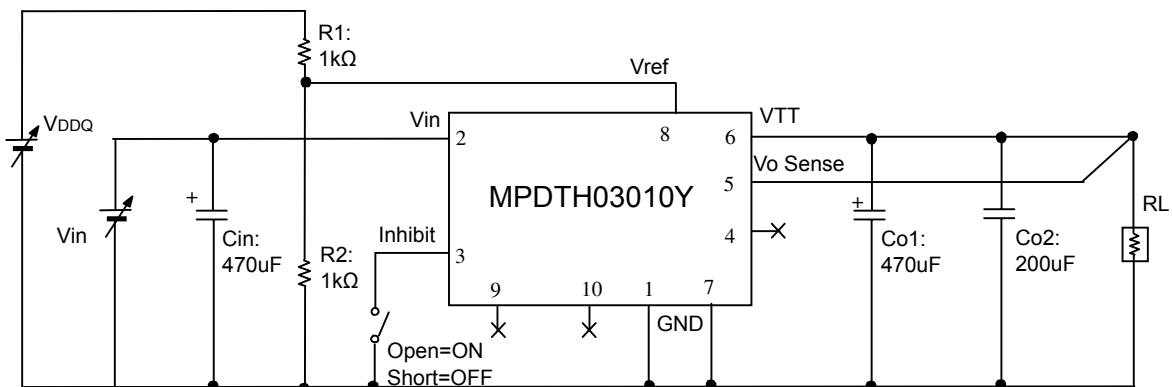 R1:
1kΩ
Vref
VDDQ
Vin
2
8
6
VTT
Vo Sense
5
MPDTH03010Y
RL
+
+
Vin
Cin:
470uF
R2:
1kΩ
Inhibit
3
4
Co1:
470uF
Co2:
200uF
9
10
1
7
GND
Open=ON
Short=OFF